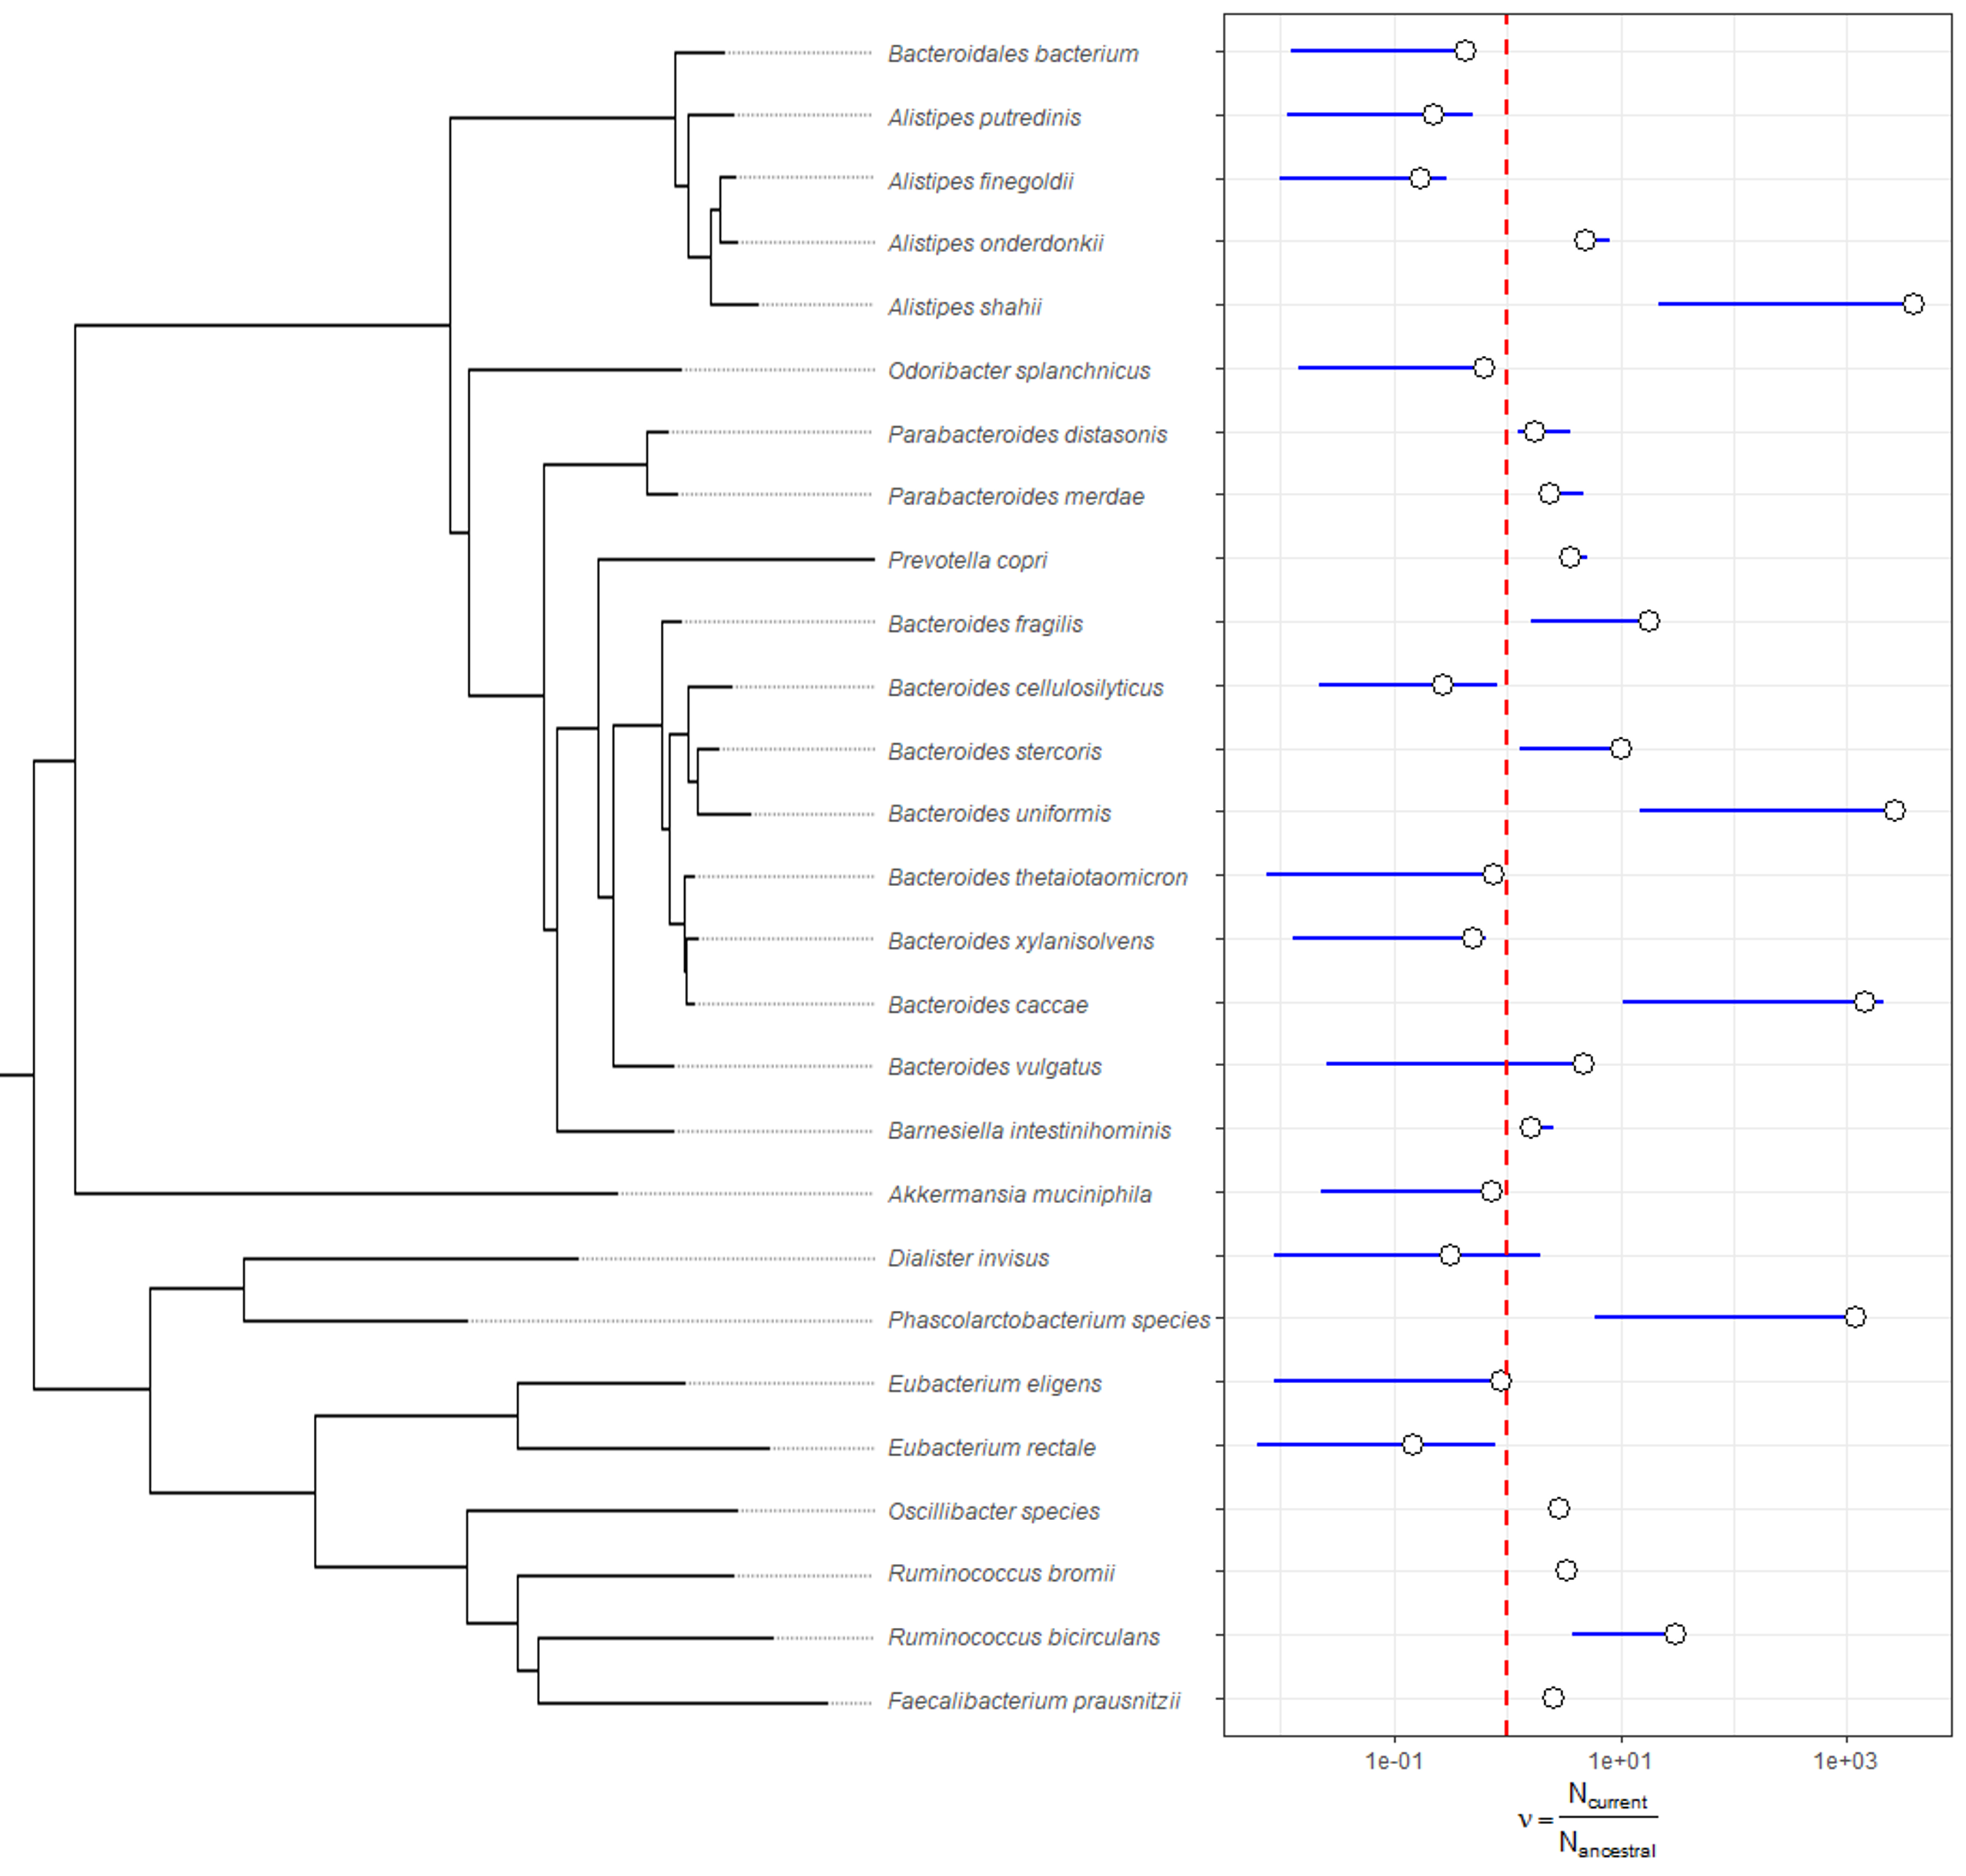 Bacteroidales bacterium
Alistipes putredinis
Alistipes finegoldii
Alistipes onderdonkii
Alistipes shahii
Odoribacter splanchnicus
Parabacteroides distasonis
Parabacteroides merdae
Prevotella copri
Bacteroides fragilis
Bacteroides cellulosilyticus
Bacteroides stercoris
Bacteroides uniformis
Bacteroides thetaiotaomicron
Bacteroides xylanisolvens
Bacteroides caccae
Bacteroides vulgatus
Barnesiella intestinihominis
Akkermansia muciniphila
Dialister invisus
Phascolarctobacterium species
Eubacterium eligens
Eubacterium rectale
Oscillibacter species
Ruminococcus bromii
Ruminococcus bicirculans
Faecalibacterium prausnitzii
1e-01 1e+01 1e+03
N current
ν =
N ancestral